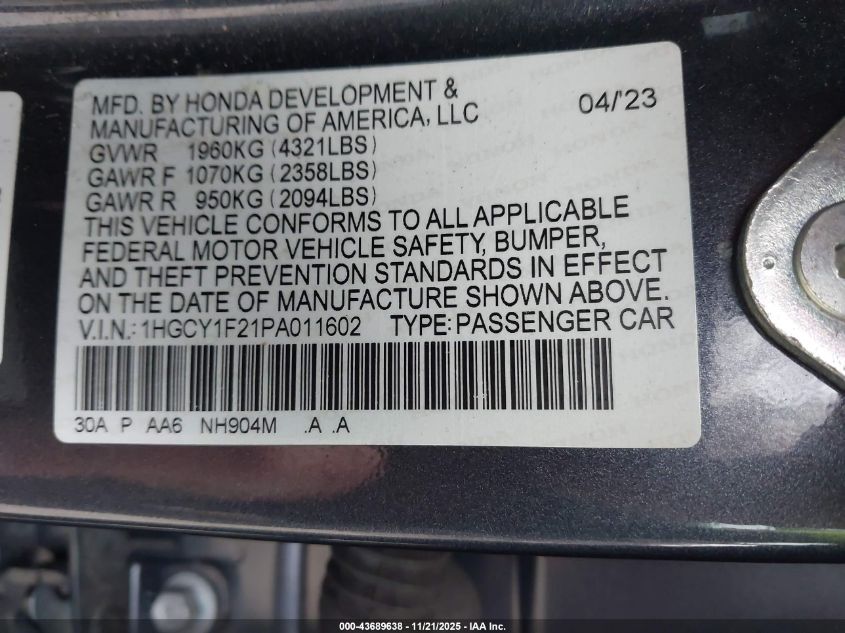 MFD. BY HONDA DEVELOPMENT &
MANUFACTURING OF AMERICA, LLC 04/'23
GVWR 1960KG (4321LBS)
GAWR F 1070KG (2358LBS)
GAWR R 950KG (2094LBS)
THIS VEHICLE CONFORMS TO ALL APPLICABLE
FEDERAL MOTOR VEHICLE SAFETY, BUMPER,
AND THEFT PREVENTION STANDARDS IN EFFECT
ON THE DATE OF MANUFACTURE SHOWN ABOVE.
V.I.N.: 1HGCY1F21PA011602 TYPE: PASSENGER CAR
30A P AA6 NH904M .A .A
000-43689638 - 11/21/2025 - IAA Inc.